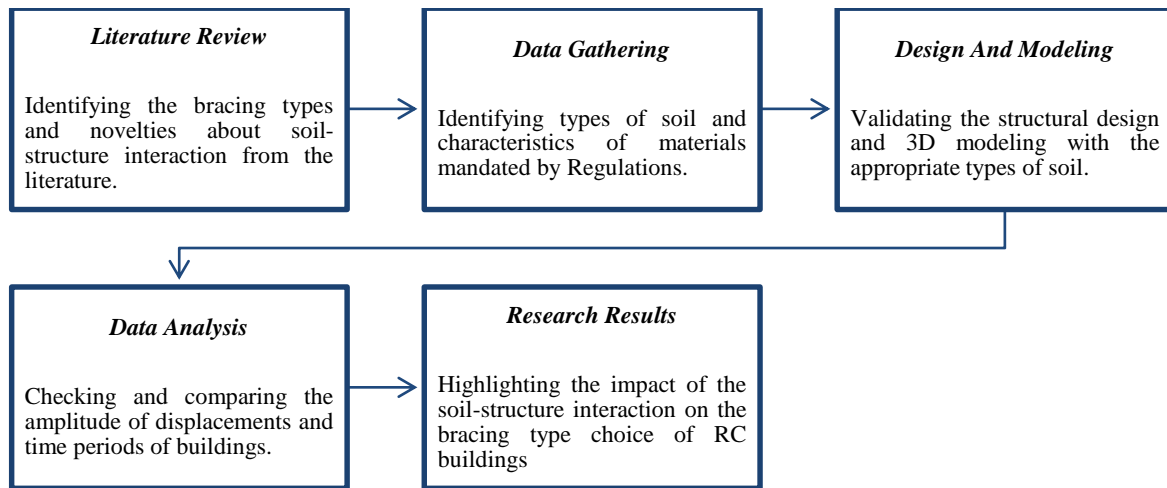 Literature Review
Identifying the bracing types
and novelties about soil-
structure interaction from the
literature.
Data Gathering
Identifying types of soil and
characteristics of materials
mandated by Regulations.
Design And Modeling
Validating the structural design
and 3D modeling with the
appropriate types of soil.
Data Analysis
Checking and comparing the
amplitude of displacements and
time periods of buildings.
Research Results
Highlighting the impact of the
soil-structure interaction on the
bracing type choice of RC
buildings